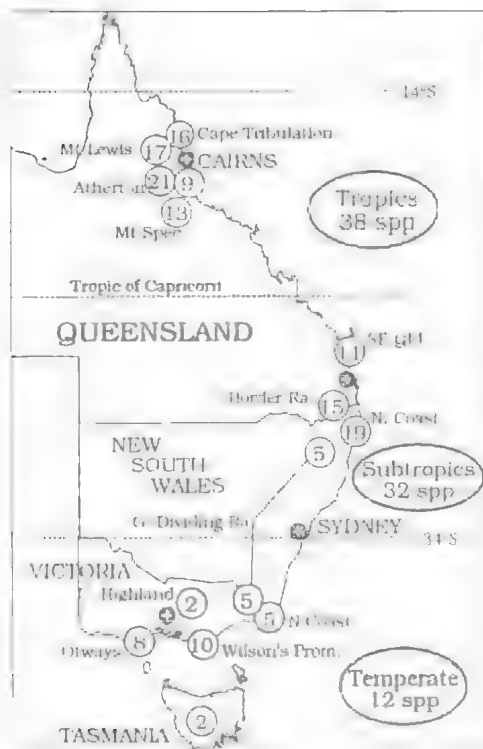 14°S
16 Cape Tribulation
Mt Lewis 17
CAIRNS
21 9
13
Mt Spec
Tropics
38 spp
Tropic of Capricorn
QUEENSLAND
11
Border Ra 15
N. Coast
19
NEW
SOUTH
WALES
5
Subtropics
32 spp
G. Dividing Ra
SYDNEY
34°S
VICTORIA
Highland 2
5
5 N Coast
Otways 8
10 Wilson's Prom.
Temperate
12 spp
TASMANIA
2